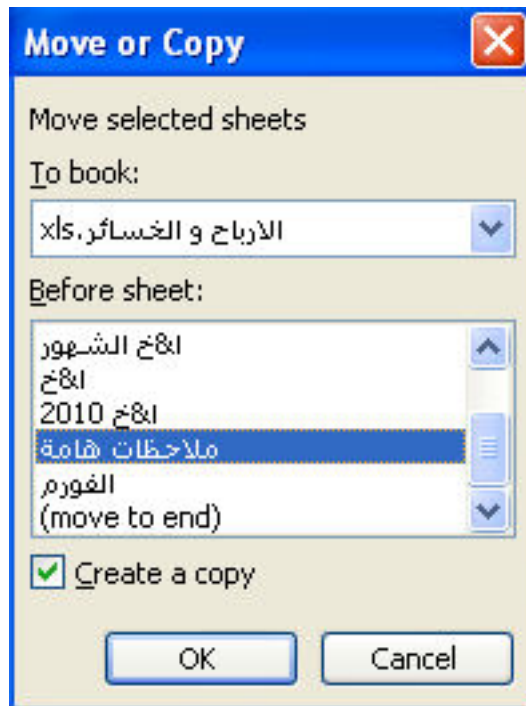 Move or Copy
Move selected sheets
To book:
الارباح و الخسائر.xls
Before sheet:
ا&خ الشهور
ا&خ
ا&خ 2010
ملاحظات هامة
الفورم
(move to end)
Create a copy
OK
Cancel